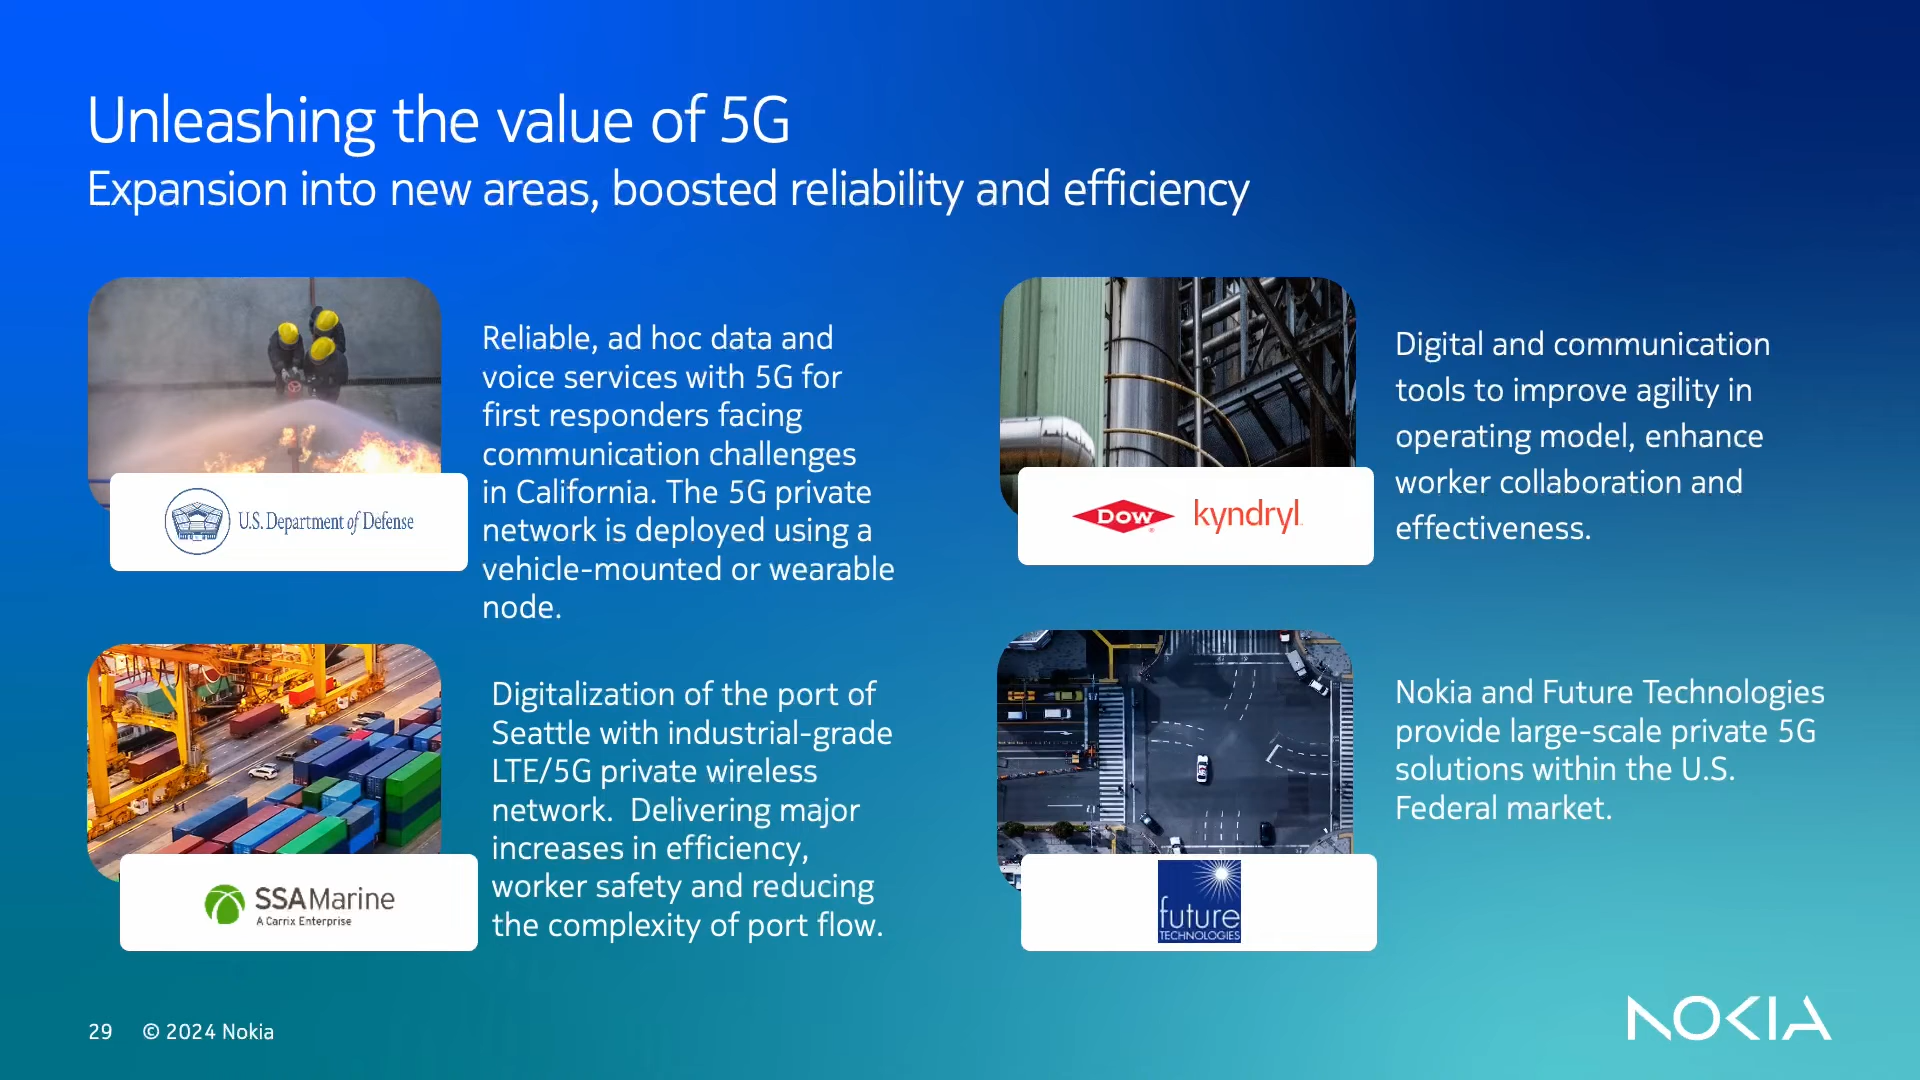 Unleashing the value of 5G
Expansion into new areas, boosted reliability and efficiency
Reliable, ad hoc data and
voice services with 5G for
first responders facing
communication challenges
in California. The 5G private
network is deployed using a
vehicle-mounted or wearable
node.
U.S. Department of Defense
Digital and communication
tools to improve agility in
operating model, enhance
worker collaboration and
effectiveness.
DOW
kyndryl.
Digitalization of the port of
Seattle with industrial-grade
LTE/5G private wireless
network.  Delivering major
increases in efficiency,
worker safety and reducing
the complexity of port flow.
SSAMarine
A Carrix Enterprise
Nokia and Future Technologies
provide large-scale private 5G
solutions within the U.S.
Federal market.
future
TECHNOLOGIES
29 © 2024 Nokia
NOKIA